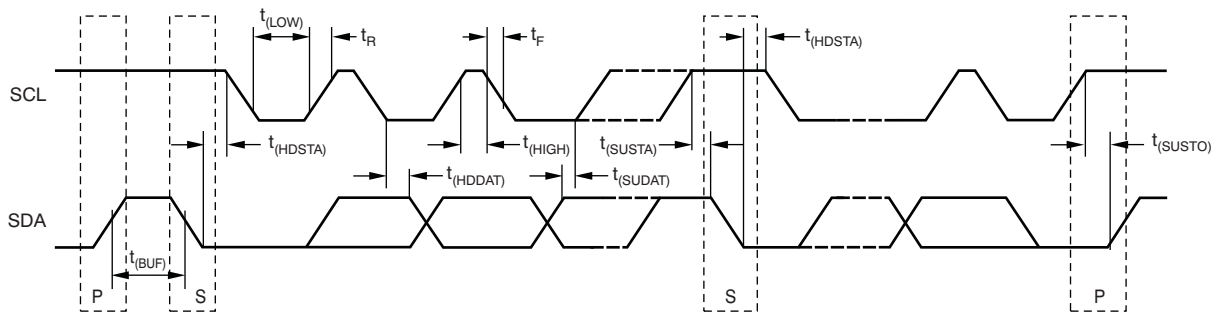 t(LOW)
tR
tF
t(HDSTA)
SCL
t(HDSTA)
t(HIGH)
t(SUSTA)
t(SUSTO)
t(HDDAT)
t(SUDAT)
SDA
t(BUF)
P
S
S
P